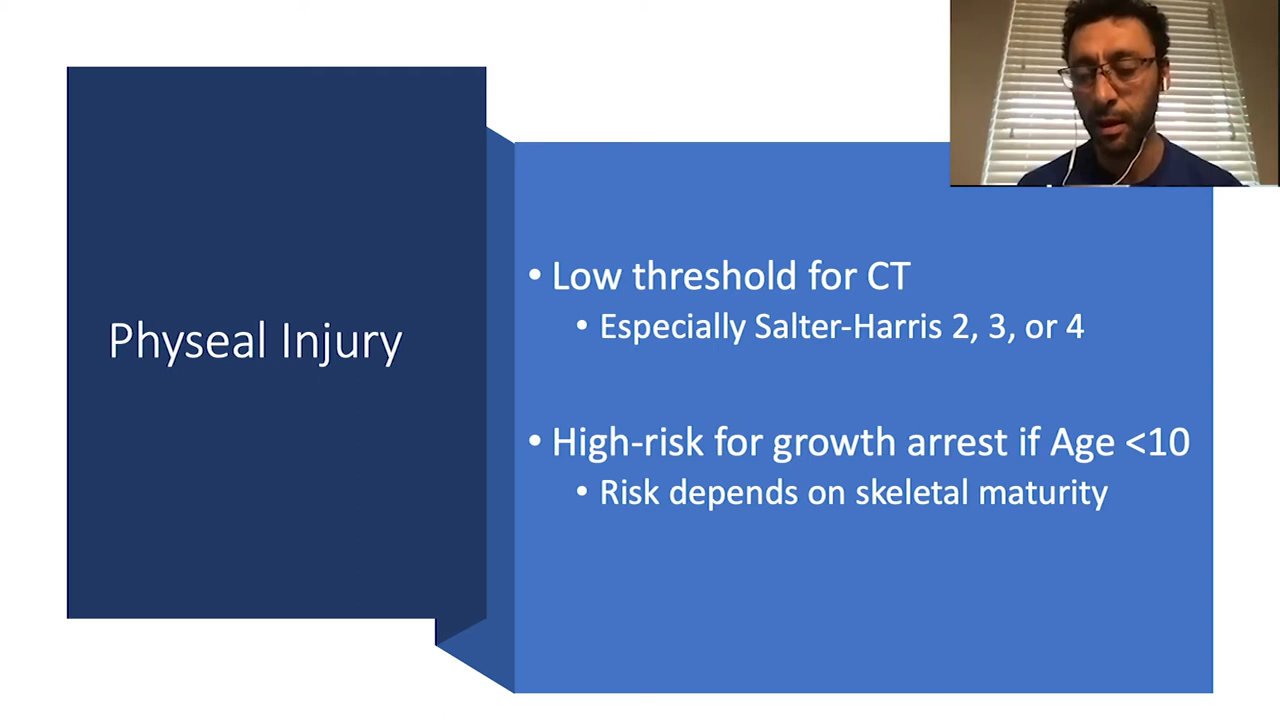 Physeal Injury
• Low threshold for CT
• Especially Salter-Harris 2, 3, or 4
• High-risk for growth arrest if Age <10
• Risk depends on skeletal maturity